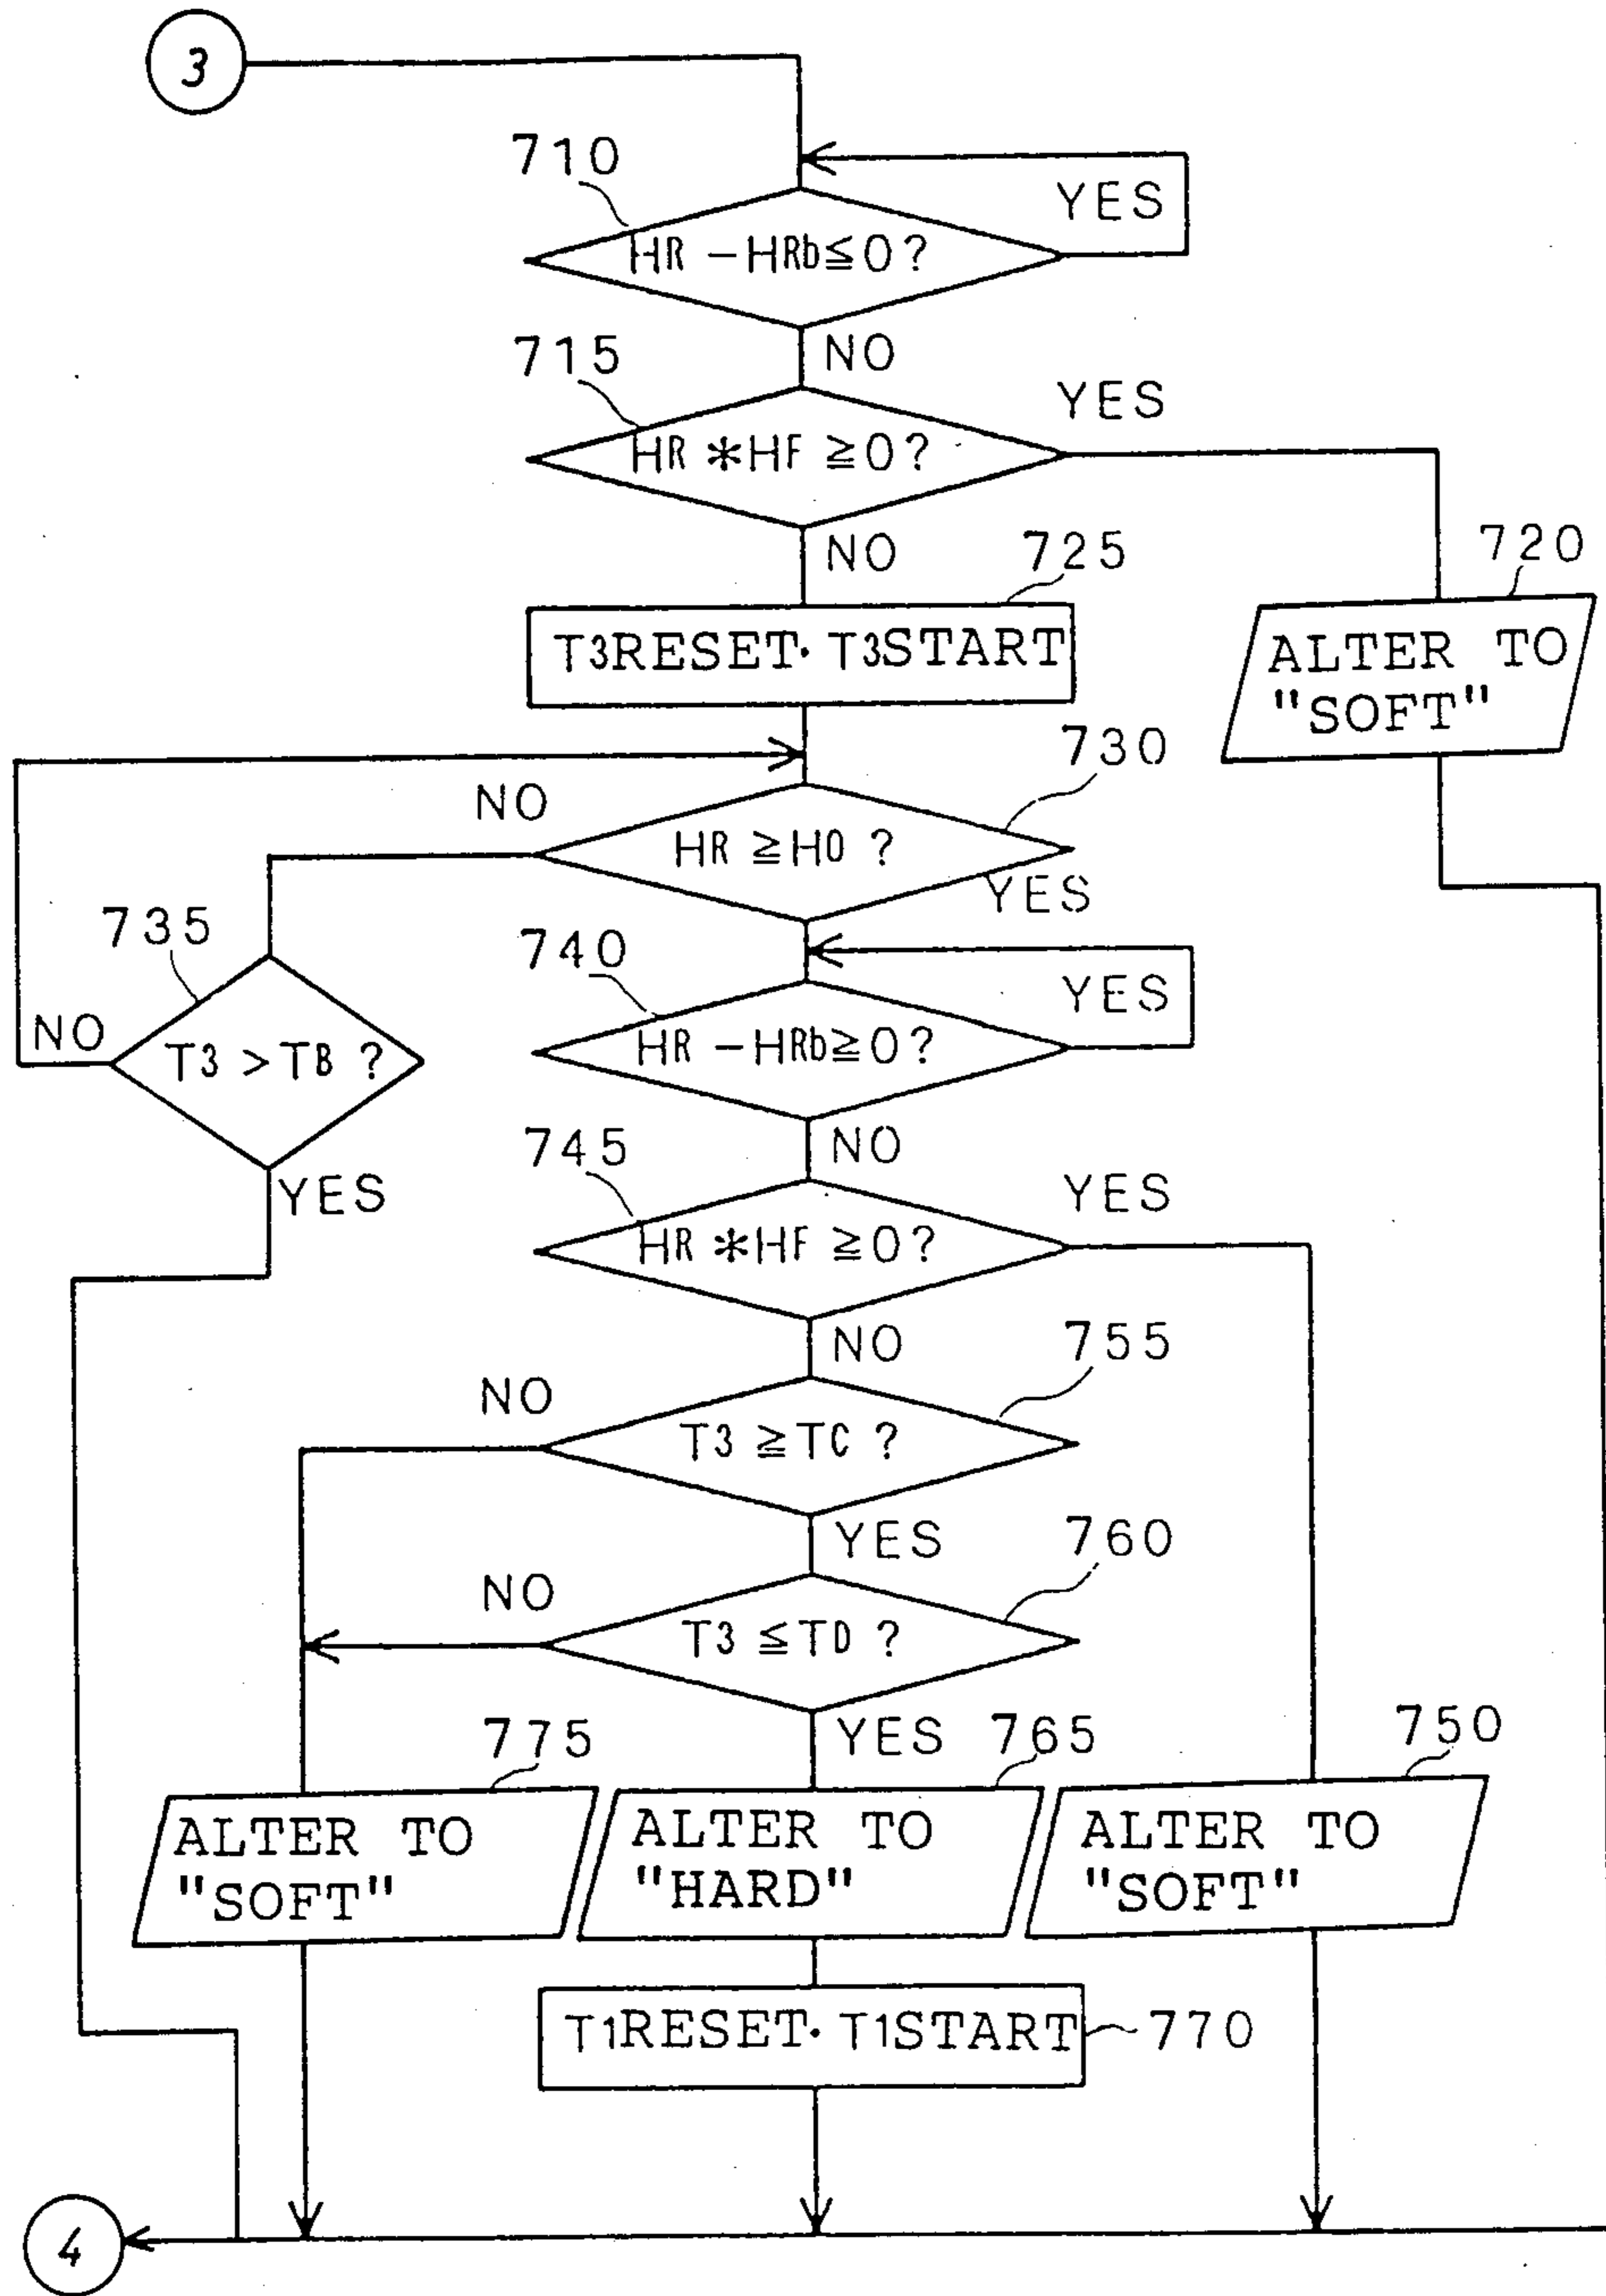 3
710
YES
HR -HRb≦0?
NO
715
YES
HR *HF ≧0?
NO
725
720
T3RESET· T3START
ALTER TO
"SOFT"
730
NO
HR ≧H0 ?
YES
735
740
YES
NO
T3 >TB ?
HR -HRb≧0?
NO
745
YES
YES
HR *HF ≧0?
NO
755
NO
T3 ≧TC ?
YES
760
NO
T3 ≦TD ?
YES
775
765
750
ALTER TO
"SOFT"
ALTER TO
"HARD"
ALTER TO
"SOFT"
T1RESET· T1START
770
4